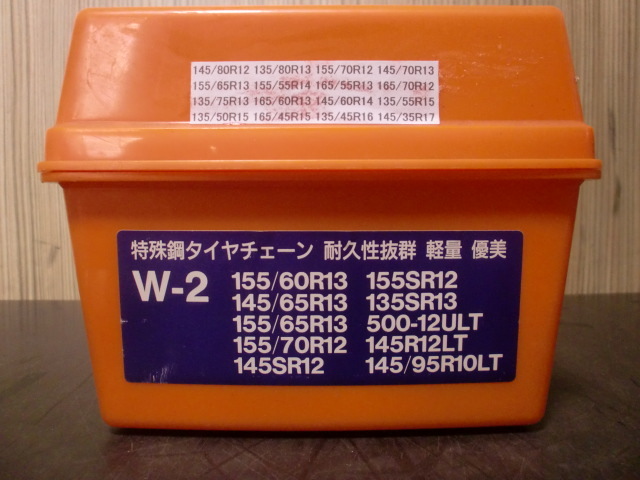 145/80R12 135/80R13 155/70R12 145/70R13
155/65R13 155/55R14 165/55R13 165/70R12
135/75R13 165/60R13 145/60R14 135/55R15
135/50R15 165/45R15 135/45R16 145/35R17
特殊鋼タイヤチェーン 耐久性抜群 軽量 優美
W-2
155/60R13 155SR12
145/65R13 135SR13
155/65R13 500-12ULT
155/70R12 145R12LT
145SR12 145/95R10LT